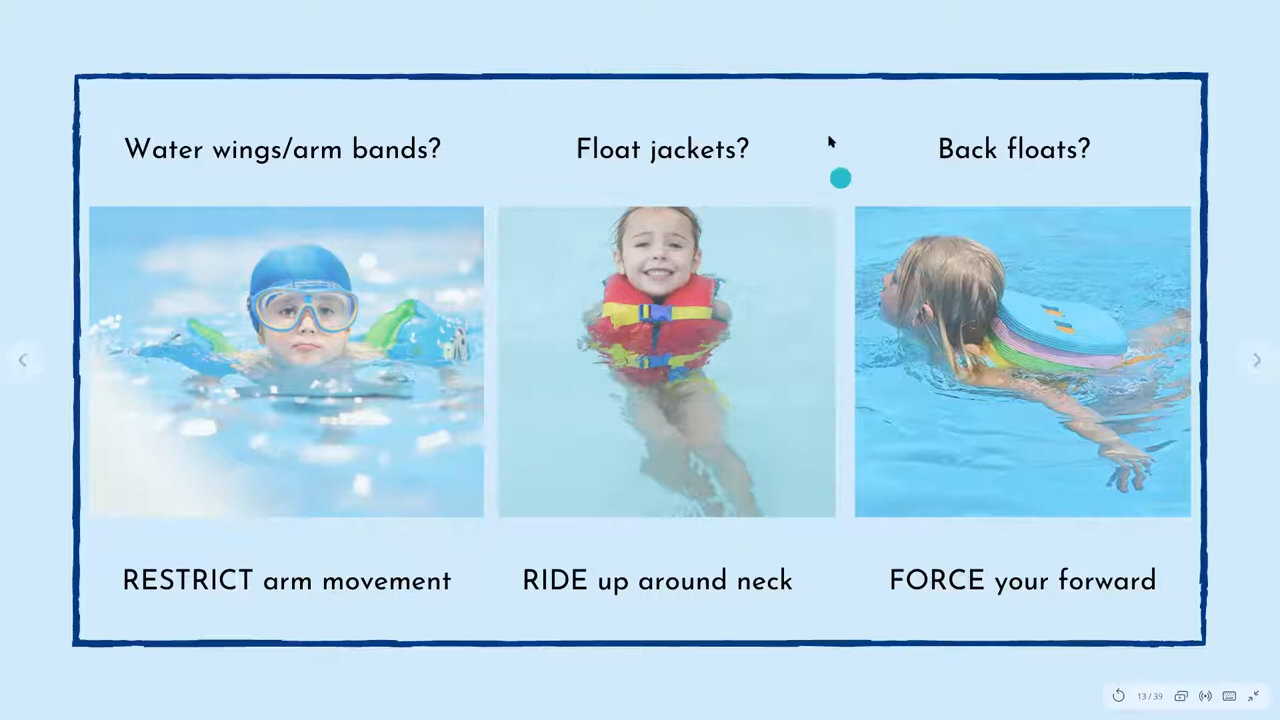 Water wings/arm bands?
Float jackets?
Back floats?
RESTRICT arm movement
RIDE up around neck
FORCE your forward
13 / 39